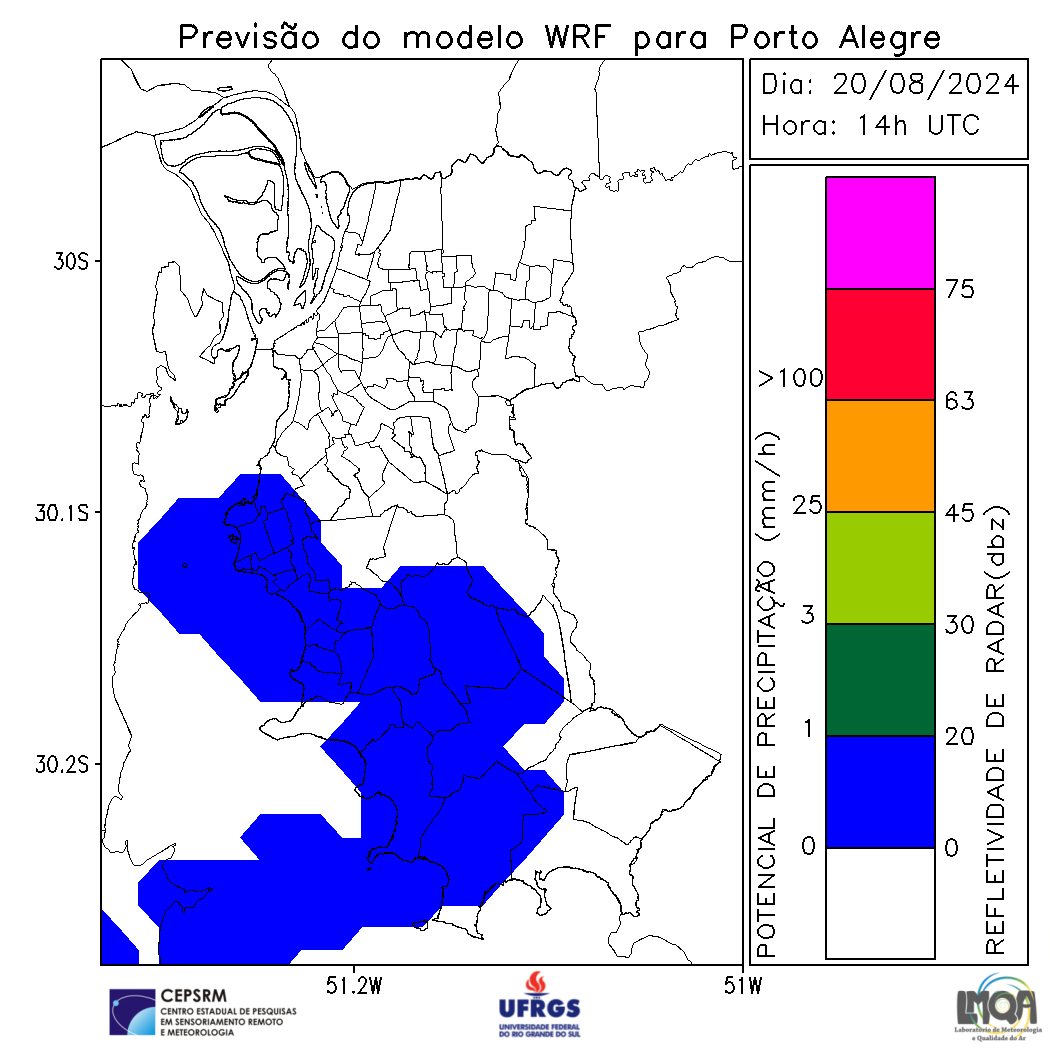 Previsão do modelo WRF para Porto Alegre
Dia: 20/08/2024
Hora: 14h UTC
30S
30.1S
30.2S
51.2W
51W
POTENCIAL DE PRECIPITAÇÃO (mm/h)
>100
25
3
1
0
75
63
45
30
20
0
REFLETIVIDADE DE RADAR(dbz)
CEPSRM
CENTRO ESTADUAL DE PESQUISAS
EM SENSORIAMENTO REMOTO
E METEOROLOGIA
UFRGS
UNIVERSIDADE FEDERAL
DO RIO GRANDE DO SUL
LMQA
Laboratório de Meteorologia
e Qualidade do Ar